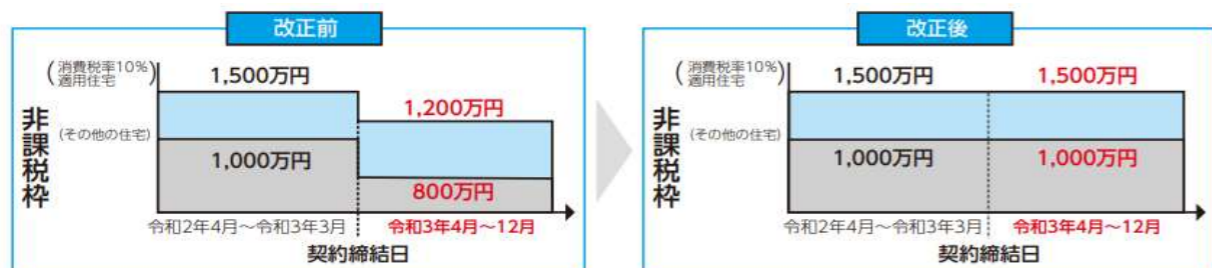 改正前
(消費税率10%
適用住宅)
1,500万円
1,200万円
非課税枠
(その他の住宅)
1,000万円
800万円
令和2年4月～令和3年3月
令和3年4月～12月
契約締結日
改正後
(消費税率10%
適用住宅)
1,500万円
1,500万円
非課税枠
(その他の住宅)
1,000万円
1,000万円
令和2年4月～令和3年3月
令和3年4月～12月
契約締結日